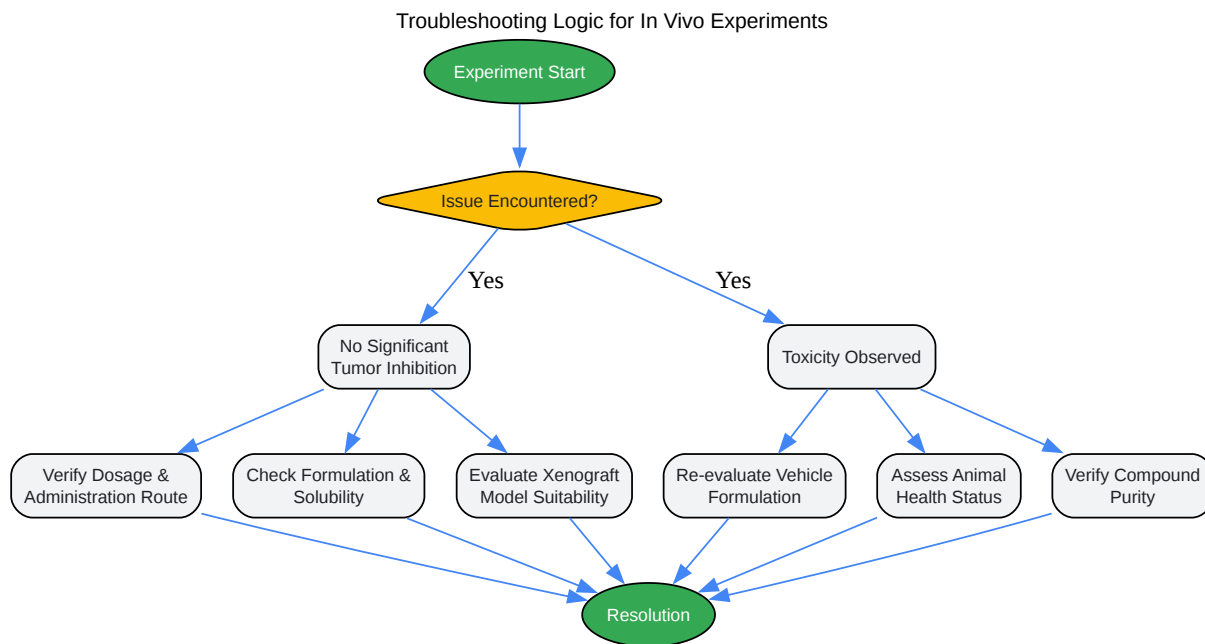 Troubleshooting Logic for In Vivo Experiments
Experiment Start
Issue Encountered?
Yes
Yes
No Significant
Tumor Inhibition
Toxicity Observed
Verify Dosage &
Administration Route
Check Formulation &
Solubility
Evaluate Xenograft
Model Suitability
Re-evaluate Vehicle
Formulation
Assess Animal
Health Status
Verify Compound
Purity
Resolution